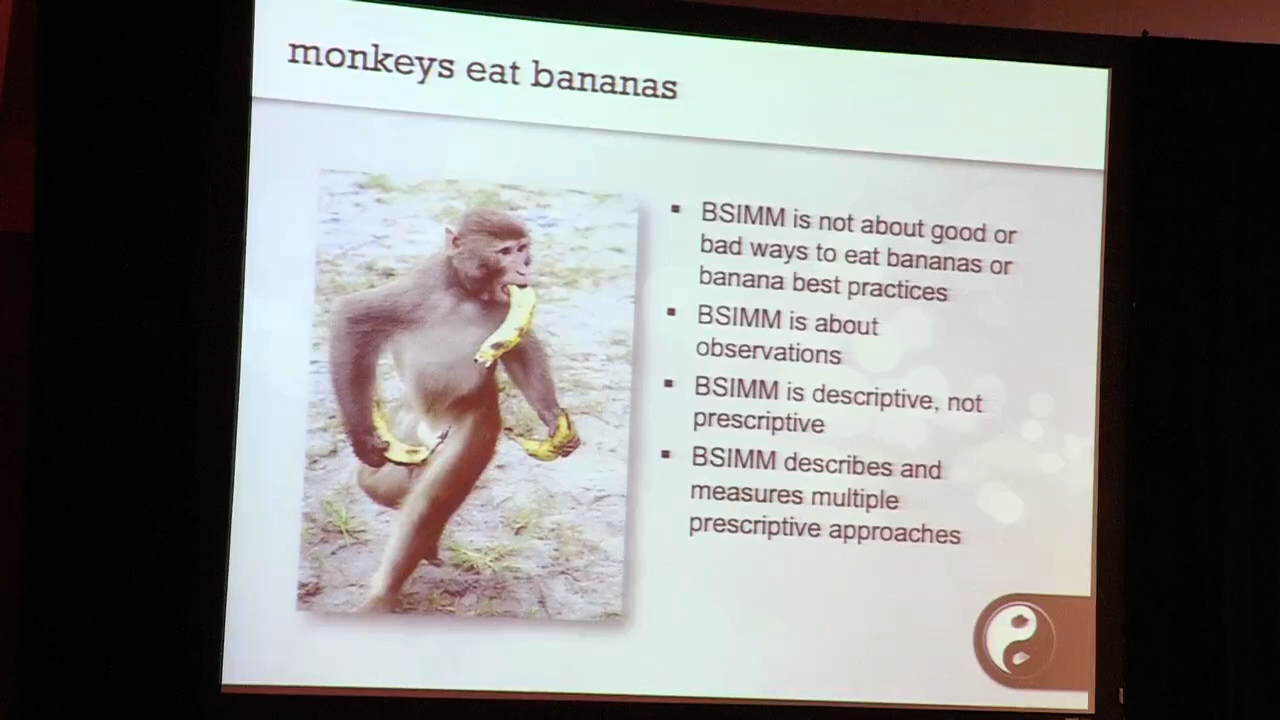 monkeys eat bananas
BSIMM is not about good or
bad ways to eat bananas or
banana best practices
BSIMM is about
observations
BSIMM is descriptive, not
prescriptive
BSIMM describes and
measures multiple
prescriptive approaches